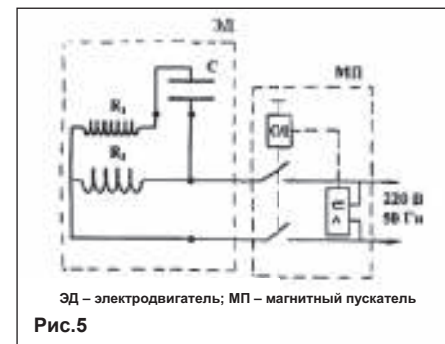 ЭД
С
МП
R₁
R₂
220 В
50 Гц
ЭД – электродвигатель; МП – магнитный пускатель
Рис.5